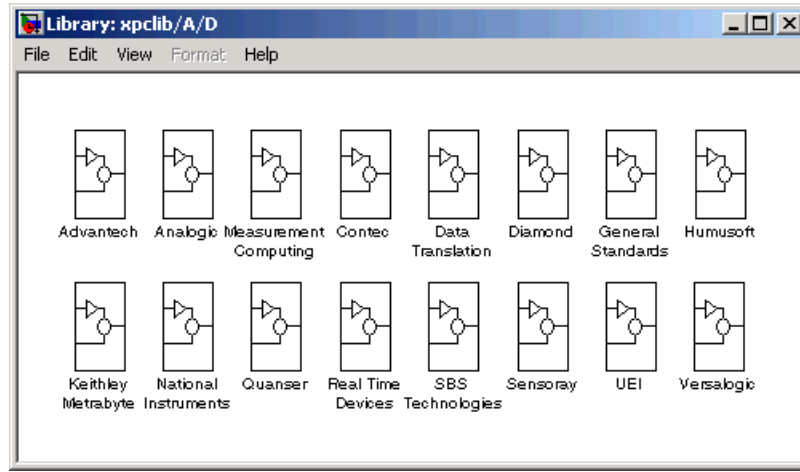 Library: xpclib/A/D
File Edit View Format Help
Advantech Analogic Measurement Computing Contec Data Translation Diamond General Standards Humusoft
Keithley Metrabyte National Instruments Quanser Real Time Devices SBS Technologies Sensoray UEI Versalogic